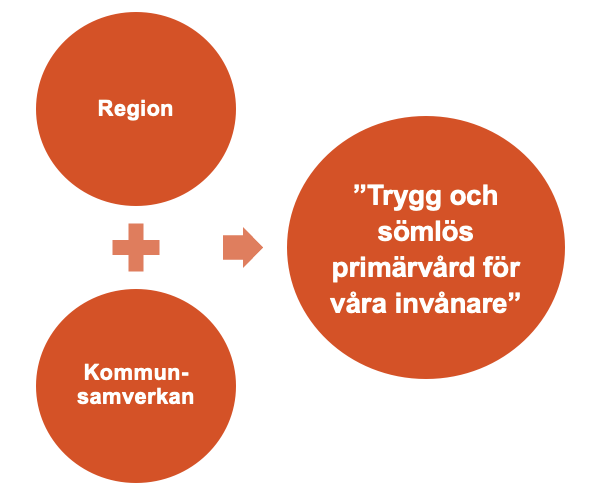 Region
Kommun-
samverkan
”Trygg och
sömlös
primärvård för
våra invånare”